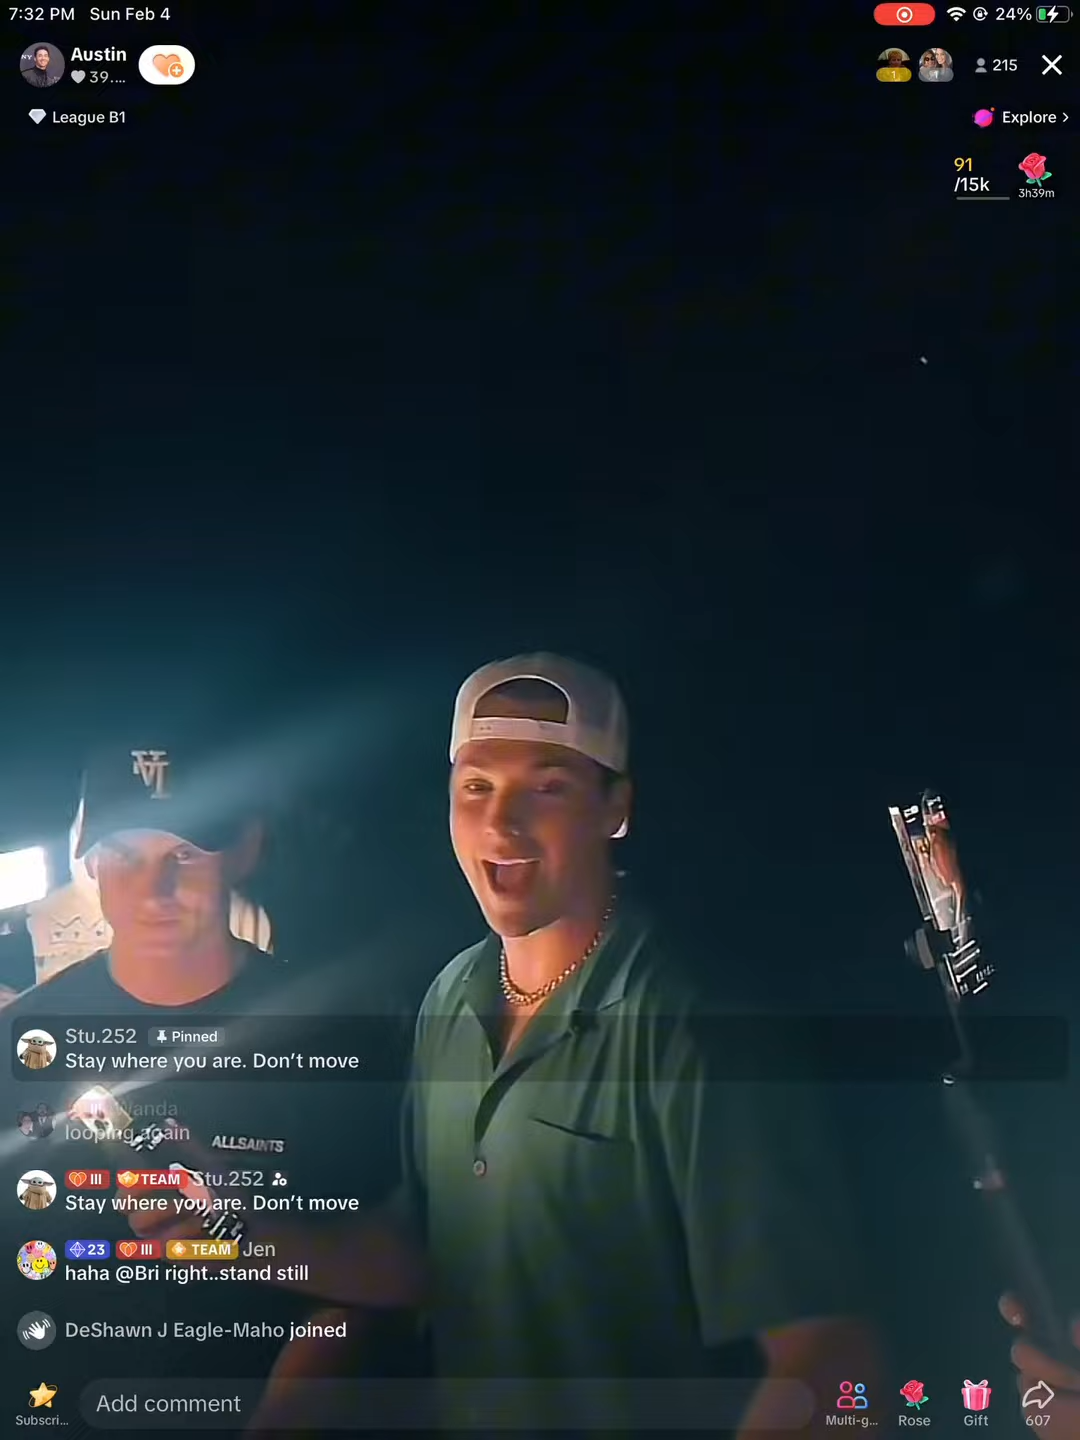 7:32 PM Sun Feb 4
24%
Austin
39....
1
215
League B1
Explore >
91
/15k
3h39m
Stu.252 Pinned
Stay where you are. Don't move
Wanda
looping again
ALLSAINTS
III TEAM Stu.252
Stay where you are. Don't move
23 III TEAM Jen
haha @Bri right..stand still
DeShawn J Eagle-Maho joined
Add comment
Subscri...
Multi-g...
Rose
Gift
607